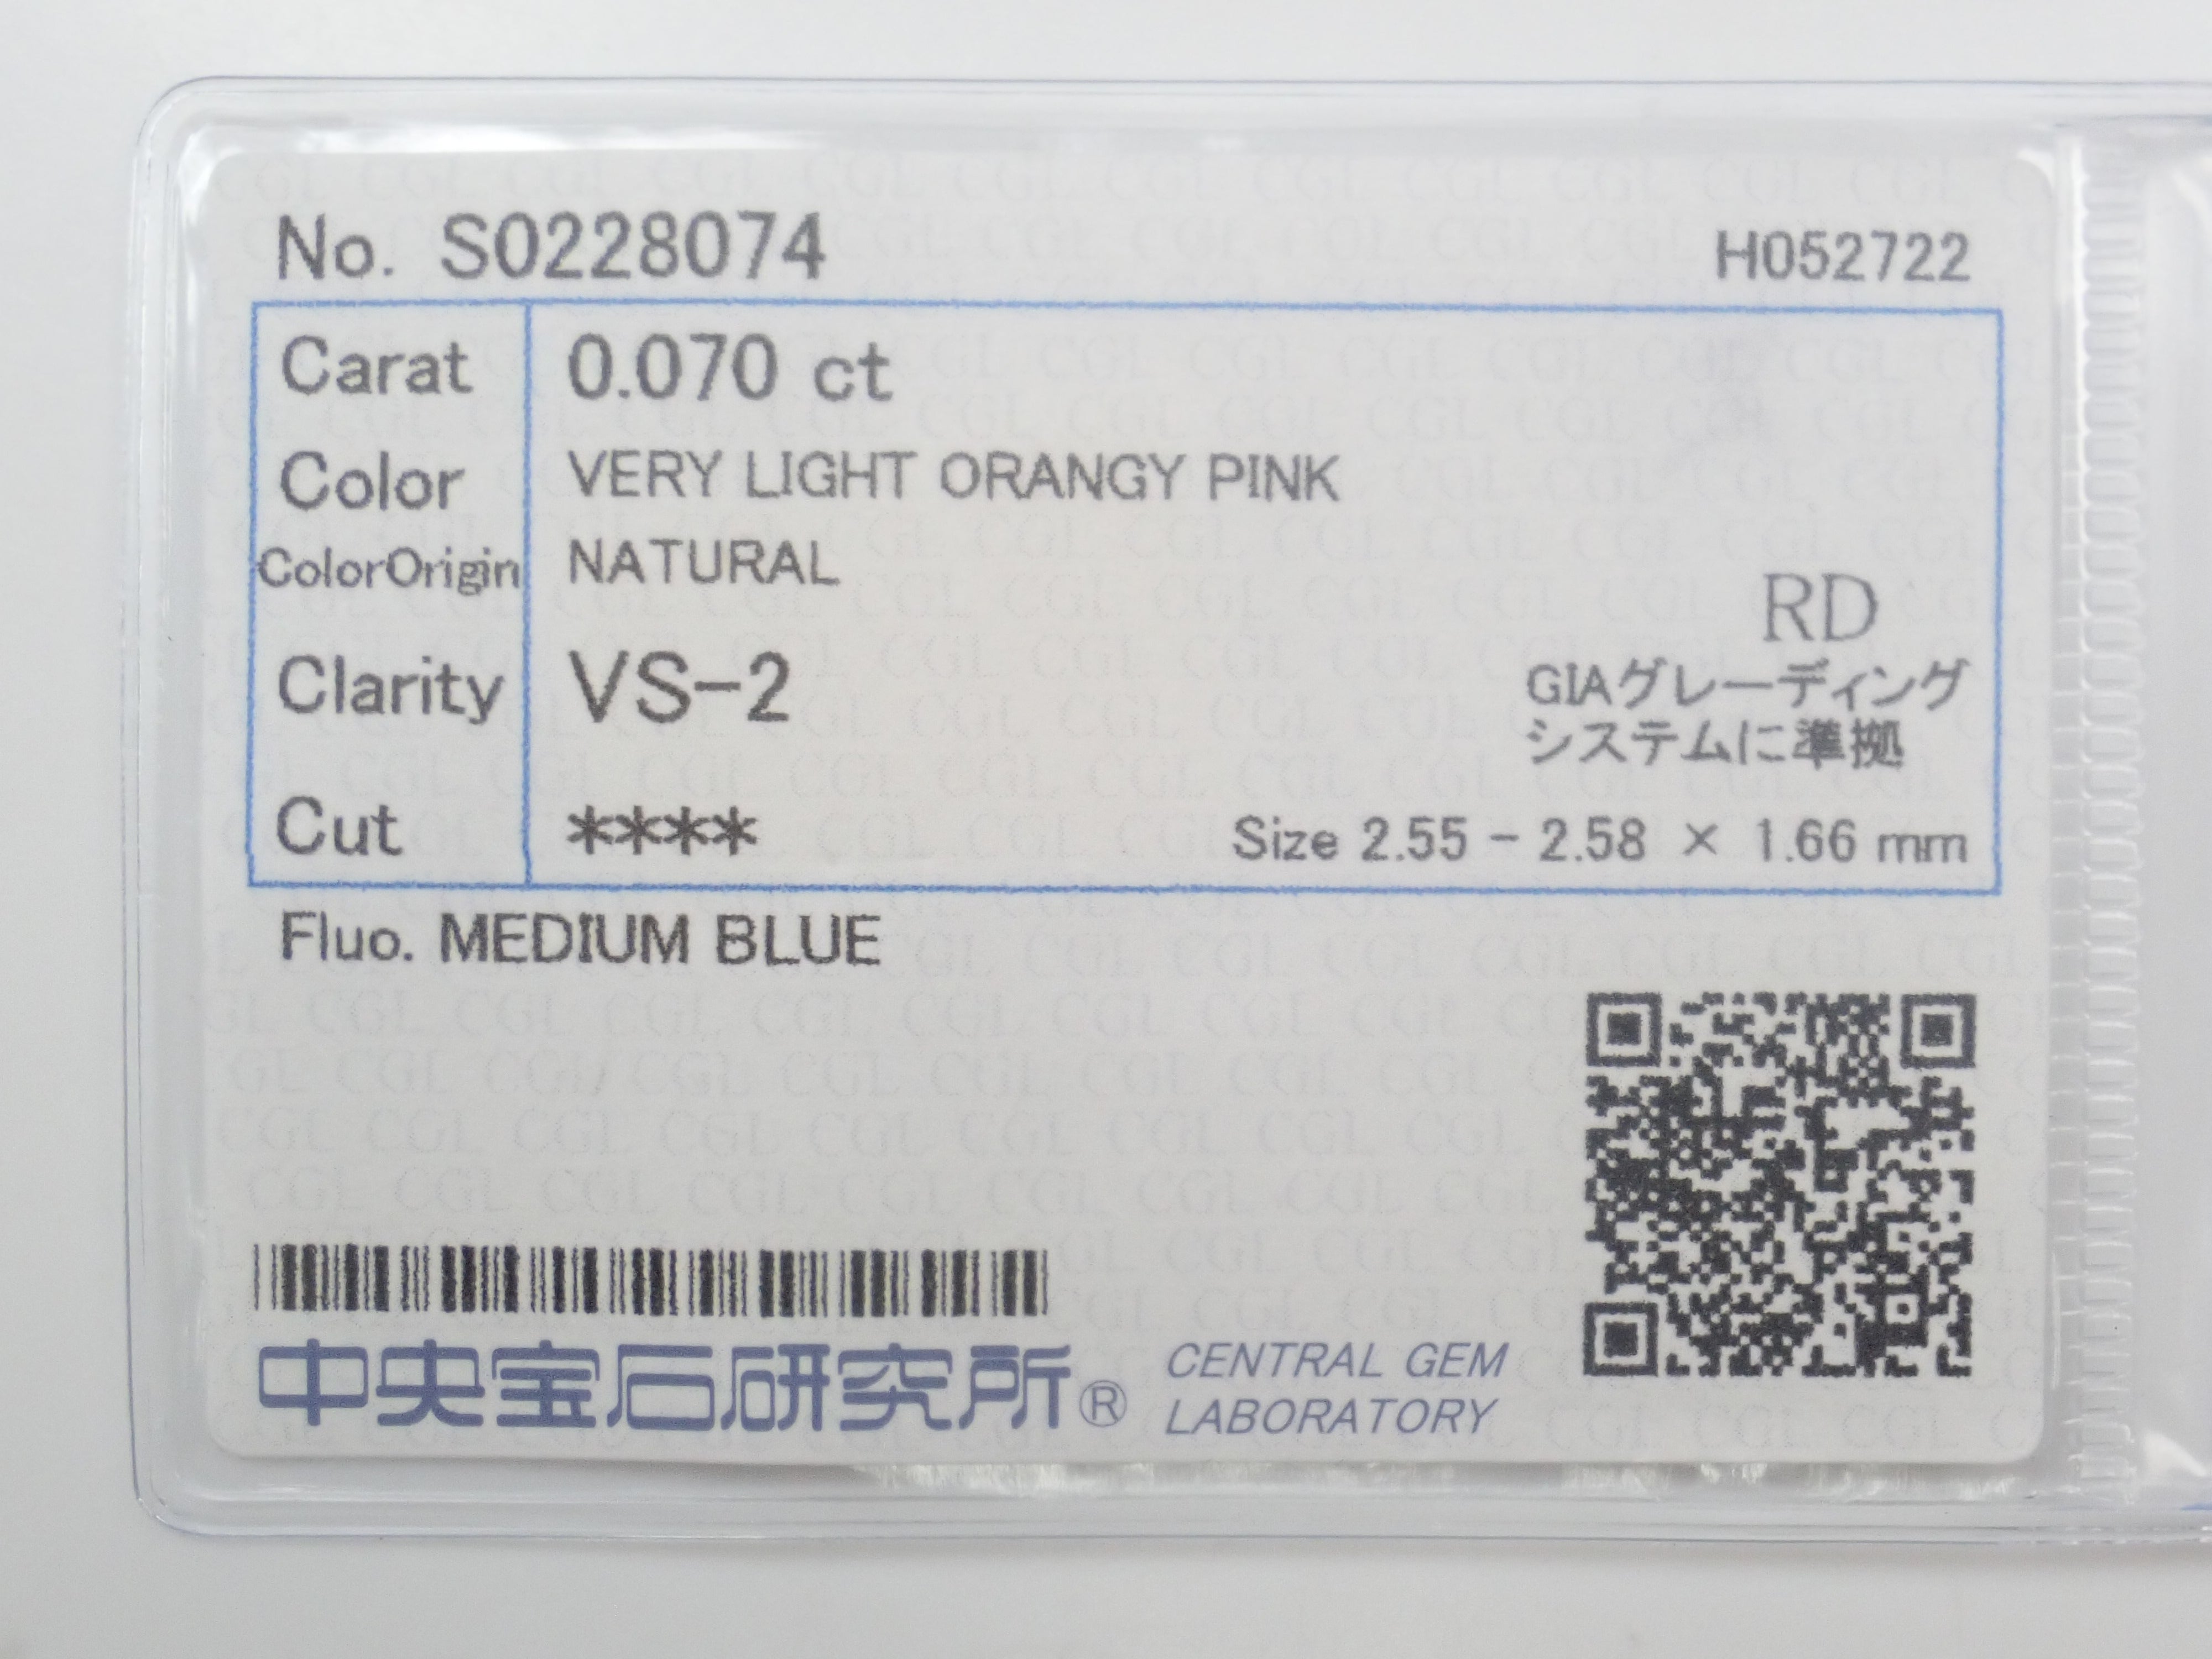 No. S0228074 H052722
Carat 0.070 ct
Color VERY LIGHT ORANGY PINK
ColorOrigin NATURAL
RD
Clarity VS-2
GIAグレーディング
システムに準拠
Cut **** Size 2.55 - 2.58 × 1.66 mm
Fluo. MEDIUM BLUE
中央宝石研究所® CENTRAL GEM
LABORATORY